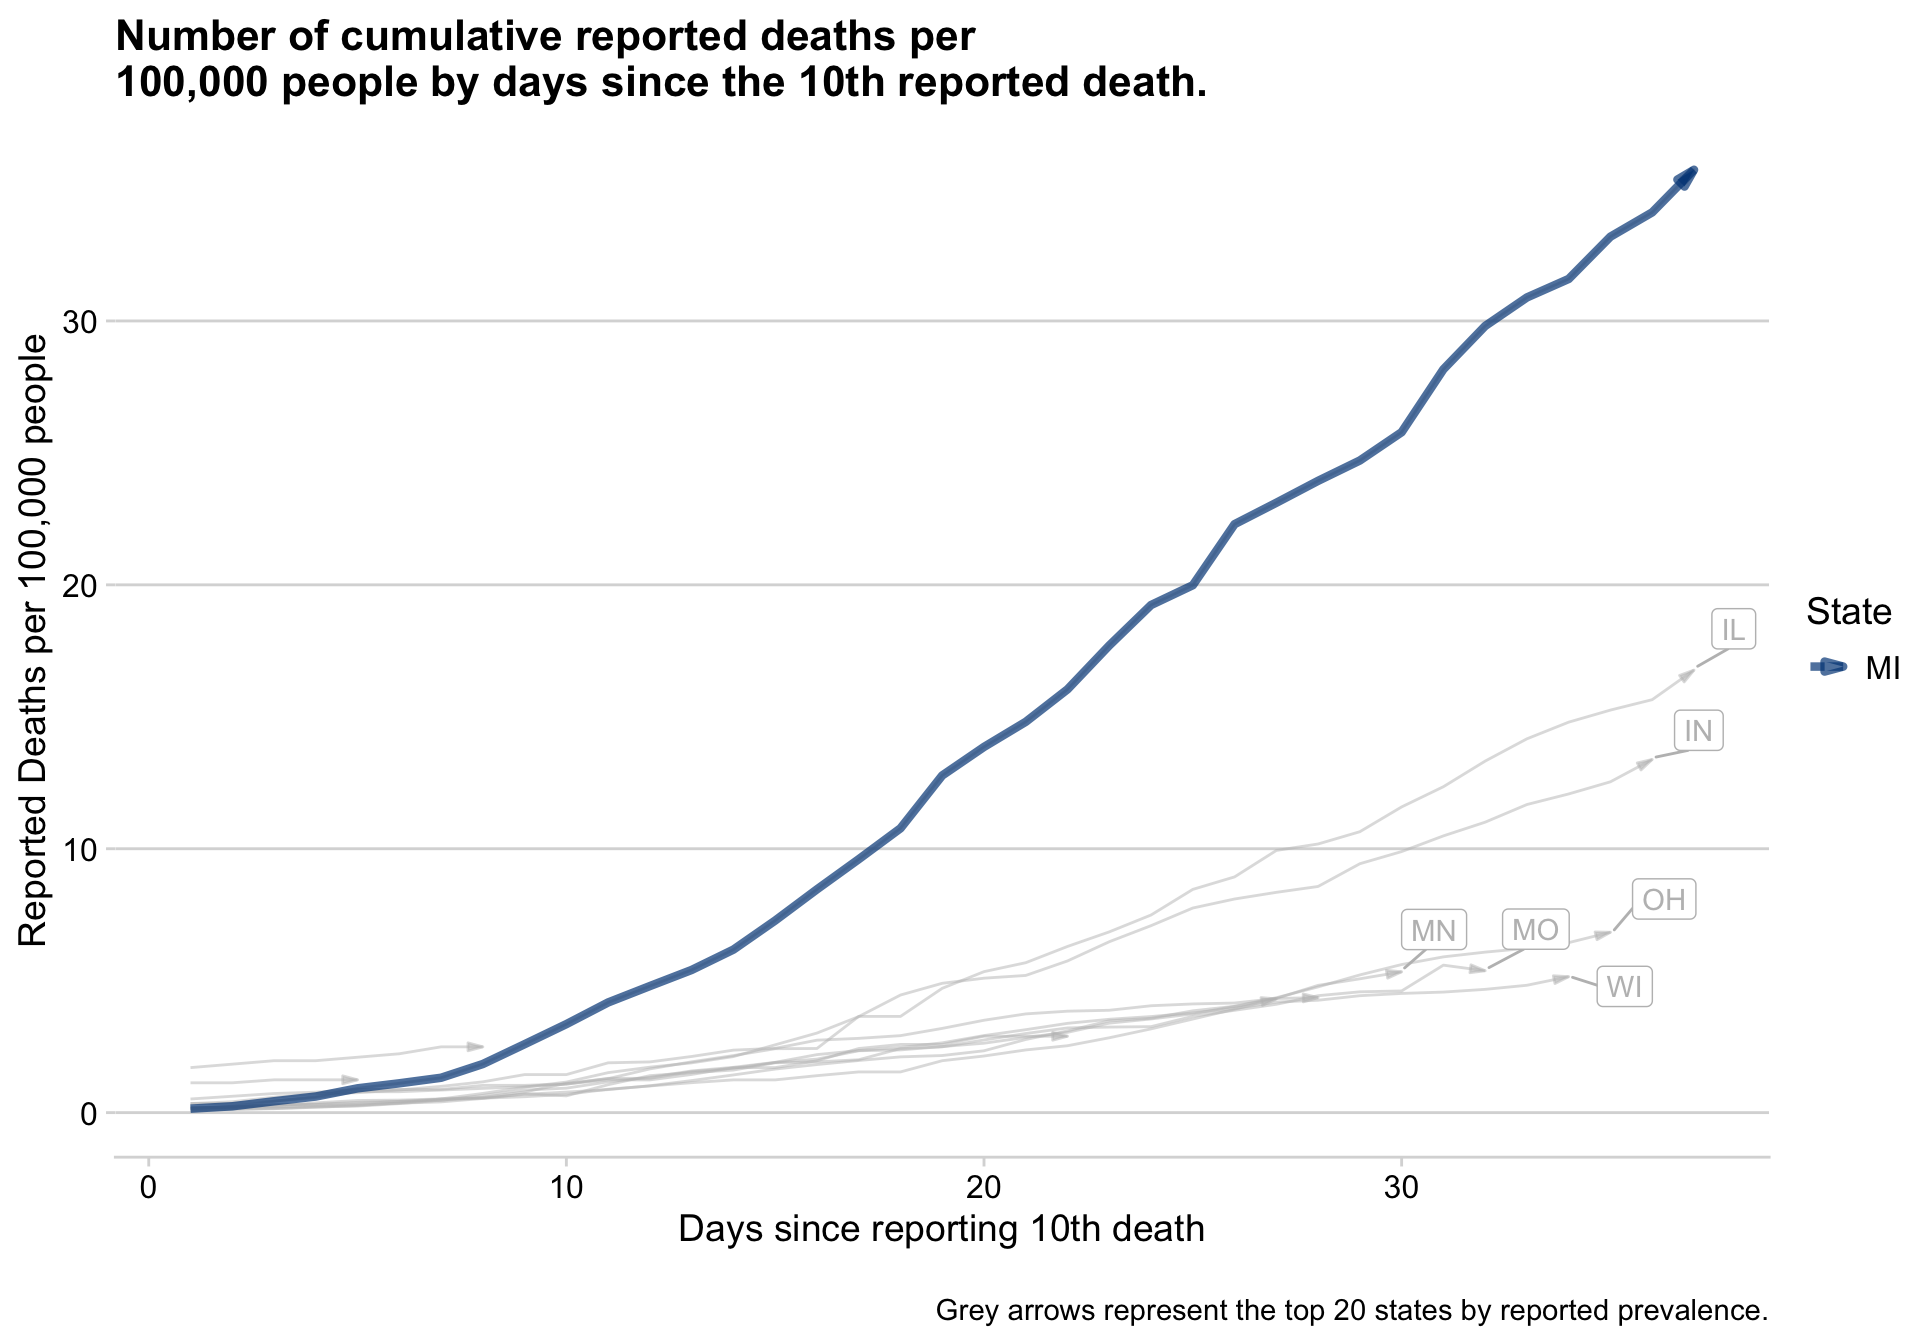 Number of cumulative reported deaths per
100,000 people by days since the 10th reported death.
Reported Deaths per 100,000 people
30
20
10
0
IL
IN
OH
MN
MO
WI
State
MI
0
10
20
30
Days since reporting 10th death
Grey arrows represent the top 20 states by reported prevalence.